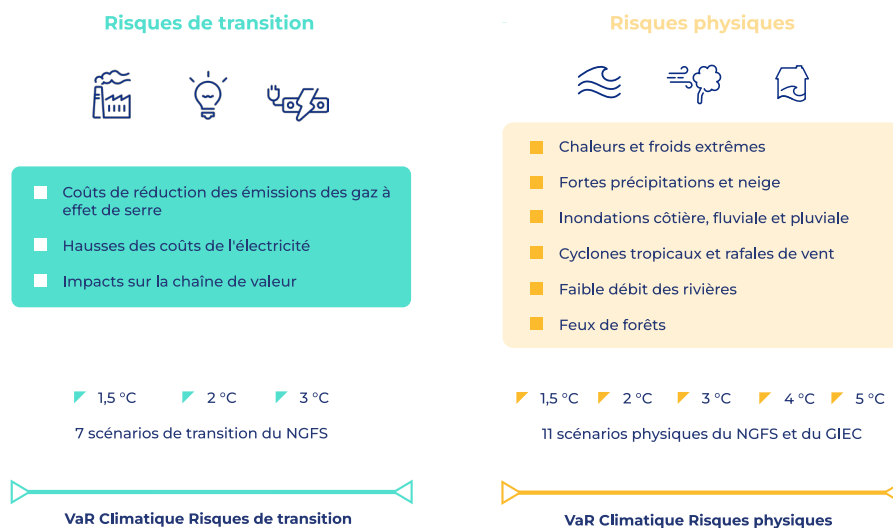 Risques de transition
Coûts de réduction des émissions des gaz à
effet de serre
Hausses des coûts de l'électricité
Impacts sur la chaîne de valeur
1,5 °C
2 °C
3 °C
7 scénarios de transition du NGFS
VaR Climatique Risques de transition
Risques physiques
Chaleurs et froids extrêmes
Fortes précipitations et neige
Inondations côtière, fluviale et pluviale
Cyclones tropicaux et rafales de vent
Faible débit des rivières
Feux de forêts
1,5 °C
2 °C
3 °C
4 °C
5 °C
11 scénarios physiques du NGFS et du GIEC
VaR Climatique Risques physiques